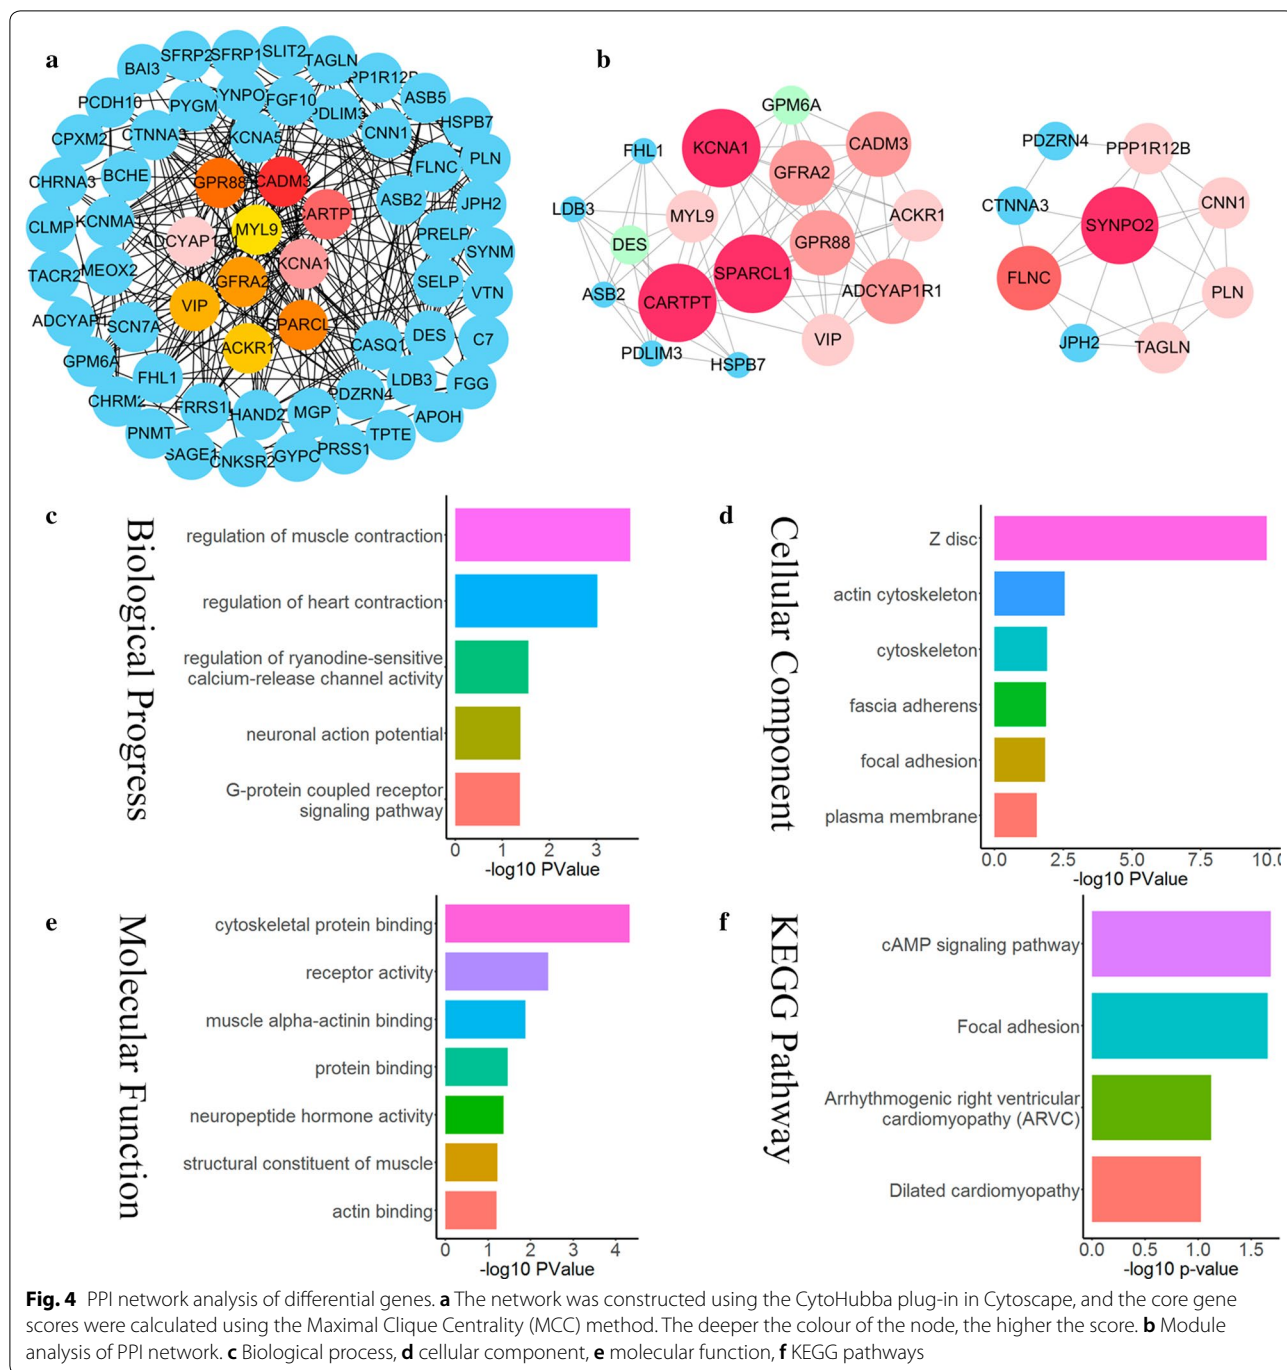 a
SFRP2
SFRP1
SLIT2
TAGLN
BAI3
PP1R12B
PCDH10
PYGM
SYNPO
FGF10
PDLIM3
ASB5
CPXM2
CTNNA3
KCNA5
CNN1
HSPB7
CHRNA3
BCHE
GPR88
CADM3
FLNC
PLN
CLMP
KCNMA
ADCYAP1R
MYL9
CARTP
ASB2
JPH2
PRELP
TACR2
MEOX2
GFRA2
KCNA1
SYNM
SELP
VTN
ADCYAP1
SCN7A
VIP
SPARCL
GPM6A
FHL1
ACKR1
CASQ1
DES
C7
CHRM2
FRRS1L
HAND2
MGP
PDZRN4
LDB3
FGG
PNMT
APOH
SAGE1
CNKSR2
GYPC
PRSS1
TPTE
b
GPM6A
KCNA1
CADM3
FHL1
GFRA2
LDB3
MYL9
ACKR1
DES
GPR88
SPARCL1
ASB2
CARTPT
ADCYAP1R1
PDLIM3
HSPB7
VIP
PDZRN4
PPP1R12B
CTNNA3
SYNPO2
CNN1
FLNC
PLN
JPH2
TAGLN
c
Biological Progress
regulation of muscle contraction
regulation of heart contraction
regulation of ryanodine-sensitive
calcium-release channel activity
neuronal action potential
G-protein coupled receptor
signaling pathway
0 1 2 3
-log10 PValue
d
Cellular Component
Z disc
actin cytoskeleton
cytoskeleton
fascia adherens
focal adhesion
plasma membrane
0.0 2.5 5.0 7.5 10.0
-log10 PValue
e
Molecular Function
cytoskeletal protein binding
receptor activity
muscle alpha-actinin binding
protein binding
neuropeptide hormone activity
structural constituent of muscle
actin binding
0 1 2 3 4
-log10 PValue
f
KEGG Pathway
cAMP signaling pathway
Focal adhesion
Arrhythmogenic right ventricular
cardiomyopathy (ARVC)
Dilated cardiomyopathy
0.0 0.5 1.0 1.5
-log10 p-value
Fig. 4 PPI network analysis of differential genes. a The network was constructed using the CytoHubba plug-in in Cytoscape, and the core gene
scores were calculated using the Maximal Clique Centrality (MCC) method. The deeper the colour of the node, the higher the score. b Module
analysis of PPI network. c Biological process, d cellular component, e molecular function, f KEGG pathways